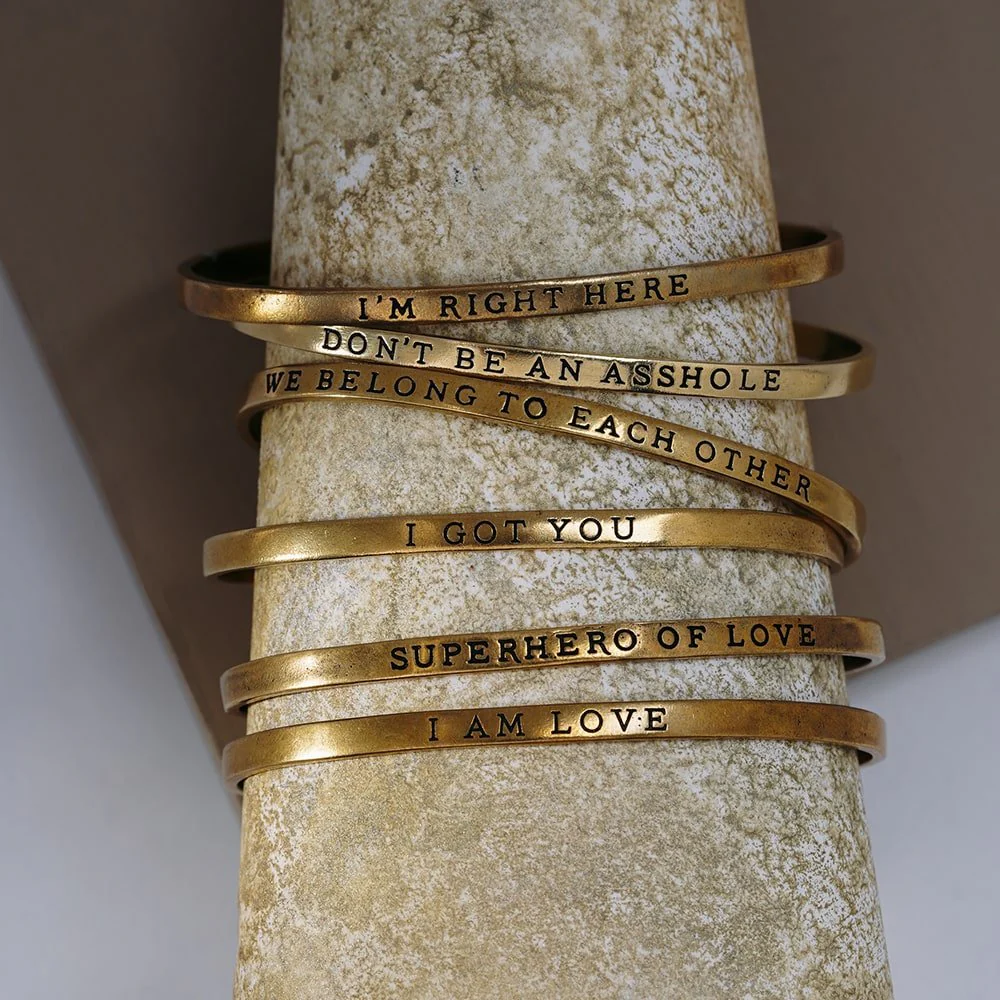 I'M RIGHT HERE
DON'T BE AN ASSHOLE
WE BELONG TO EACH OTHER
I GOT YOU
SUPERHERO OF LOVE
I AM LOVE